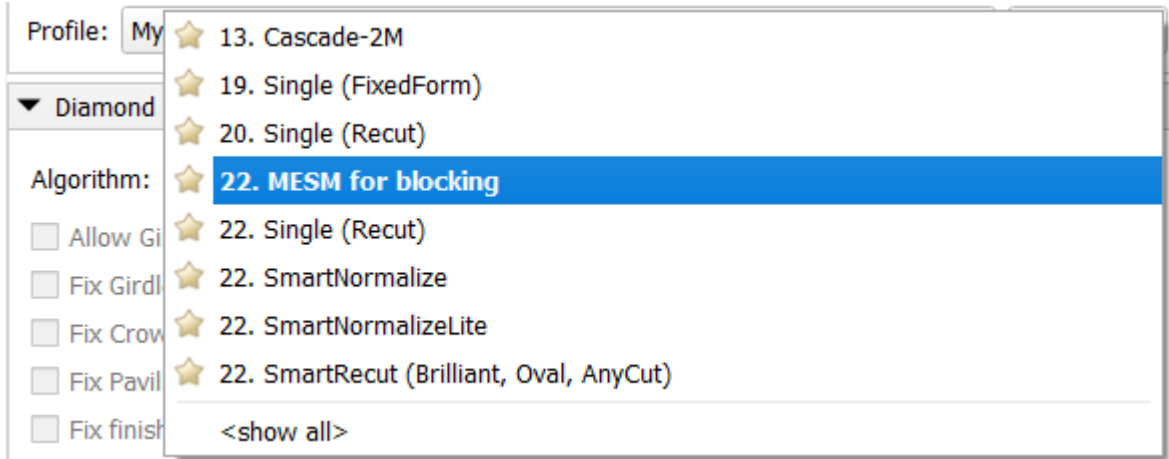 Profile: My
13. Cascade-2M
19. Single (FixedForm)
Diamond
20. Single (Recut)
Algorithm:
22. MESM for blocking
Allow Gi
22. Single (Recut)
Fix Girdl
22. SmartNormalize
Fix Crow
22. SmartNormalizeLite
Fix Pavil
22. SmartRecut (Brilliant, Oval, AnyCut)
Fix finish
<show all>